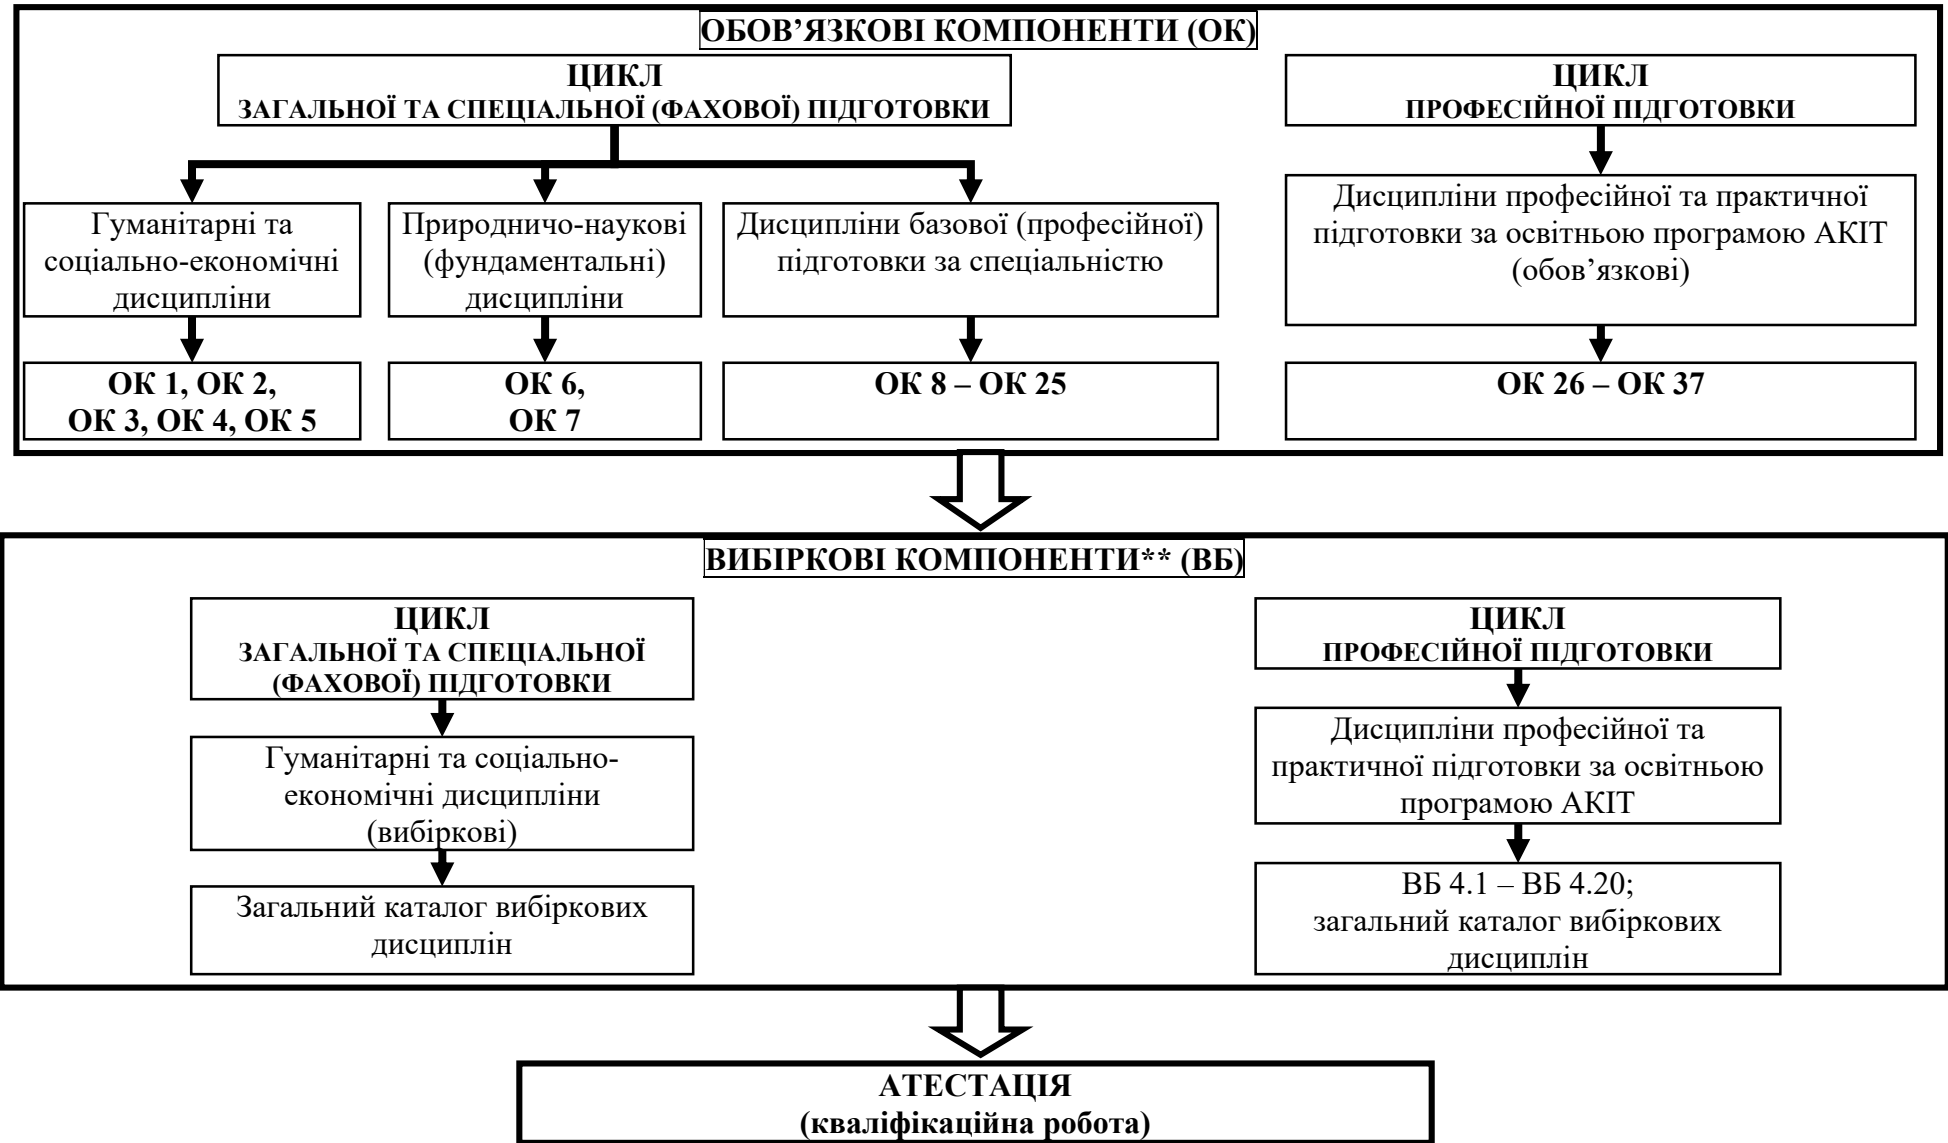 ОБОВ’ЯЗКОВІ КОМПОНЕНТИ (ОК)
ЦИКЛ
ЗАГАЛЬНОЇ ТА СПЕЦІАЛЬНОЇ (ФАХОВОЇ) ПІДГОТОВКИ
ЦИКЛ
ПРОФЕСІЙНОЇ ПІДГОТОВКИ
Гуманітарні та
соціально-економічні
дисципліни
Природничо-наукові
(фундаментальні)
дисципліни
Дисципліни базової (професійної)
підготовки за спеціальністю
Дисципліни професійної та практичної
підготовки за освітньою програмою АКІТ
(обов’язкові)
ОК 1, ОК 2,
ОК 3, ОК 4, ОК 5
ОК 6,
ОК 7
ОК 8 – ОК 25
ОК 26 – ОК 37
ВИБІРКОВІ КОМПОНЕНТИ** (ВБ)
ЦИКЛ
ЗАГАЛЬНОЇ ТА СПЕЦІАЛЬНОЇ
(ФАХОВОЇ) ПІДГОТОВКИ
ЦИКЛ
ПРОФЕСІЙНОЇ ПІДГОТОВКИ
Гуманітарні та соціально-
економічні дисципліни
(вибіркові)
Дисципліни професійної та
практичної підготовки за освітньою
програмою АКІТ
Загальний каталог вибіркових
дисциплін
ВБ 4.1 – ВБ 4.20;
загальний каталог вибіркових
дисциплін
АТЕСТАЦІЯ
(кваліфікаційна робота)